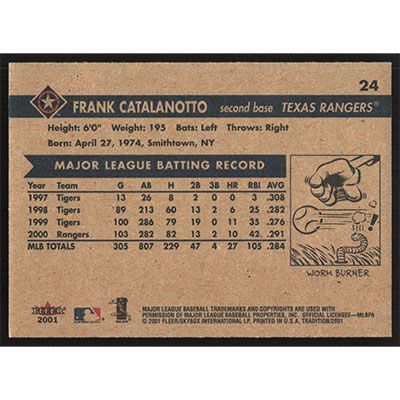 24
FRANK CATALANOTTO second base TEXAS RANGERS®
Height: 6'0" Weight: 195 Bats: Left Throws: Right
Born: April 27, 1974, Smithtown, NY
MAJOR LEAGUE BATTING RECORD
Year Team G AB H 2B 3B HR RBI AVG
1997 Tigers 13 26 8 2 0 0 3 .308
1998 Tigers '89 213 60 13 2 6 25 .282
1999 Tigers 100 286 79 19 0 11 35 .276
2000 Rangers 103 282 82 13 2 10 42 .291
MLB TOTALS 305 807 229 47 4 27 105 .284
!
WORM BURNER
FLEER
2001
MAJOR LEAGUE BASEBALL TRADEMARKS AND COPYRIGHTS ARE USED WITH
PERMISSION OF MAJOR LEAGUE BASEBALL PROPERTIES, INC. OFFICIAL LICENSEE—MLBPA
© 2001 FLEER/SKYBOX INTERNATIONAL LP, PRINTED IN U.S.A. TRADITION/2001